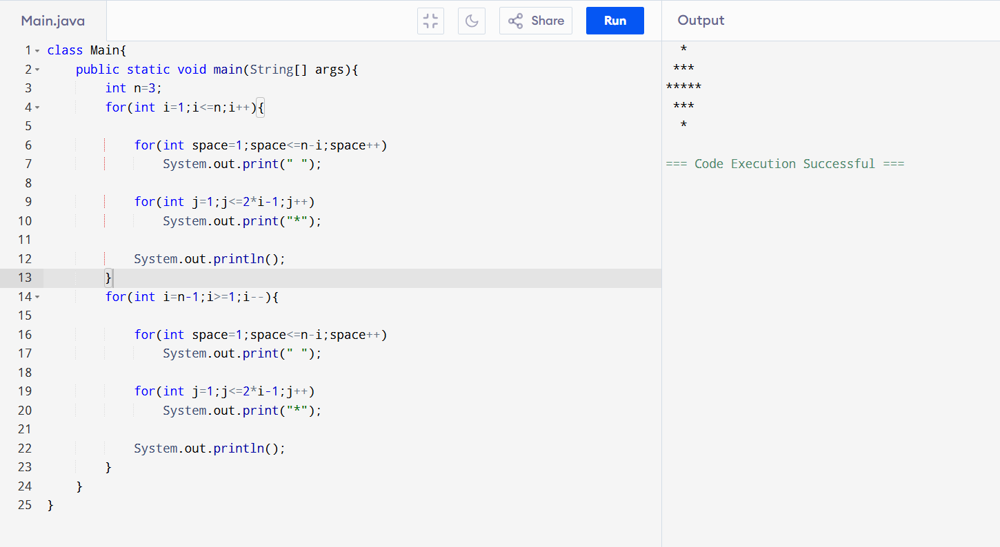 Main.java
Share
Run
Output
1 class Main{
2     public static void main(String[] args){
3         int n=3;
4         for(int i=1;i<=n;i++){
5
6             for(int space=1;space<=n-i;space++)
7                 System.out.print(" ");
8
9             for(int j=1;j<=2*i-1;j++)
10                 System.out.print("*");
11
12             System.out.println();
13         }
14         for(int i=n-1;i>=1;i--){
15
16             for(int space=1;space<=n-i;space++)
17                 System.out.print(" ");
18
19             for(int j=1;j<=2*i-1;j++)
20                 System.out.print("*");
21
22             System.out.println();
23         }
24     }
25 }
  *
 ***
*****
 ***
  *
=== Code Execution Successful ===